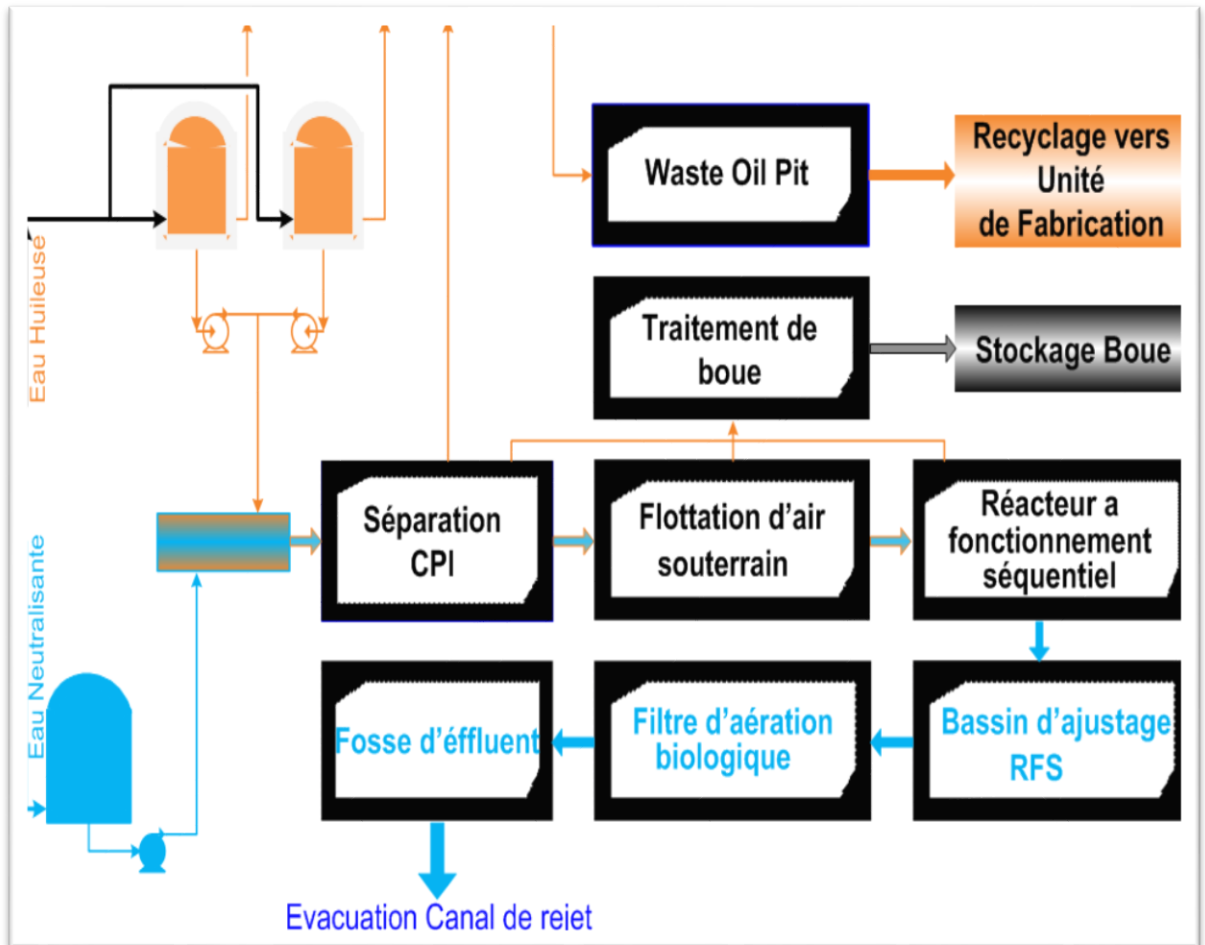 Waste Oil Pit
Recyclage vers
Unité
de Fabrication
Eau Huileuse
Traitement de
boue
Stockage Boue
Séparation
CPI
Flottation d’air
souterrain
Réacteur a
fonctionnement
séquentiel
Eau Neutralisante
Fosse d’éffluent
Filtre d’aération
biologique
Bassin d’ajustage
RFS
Evacuation Canal de rejet